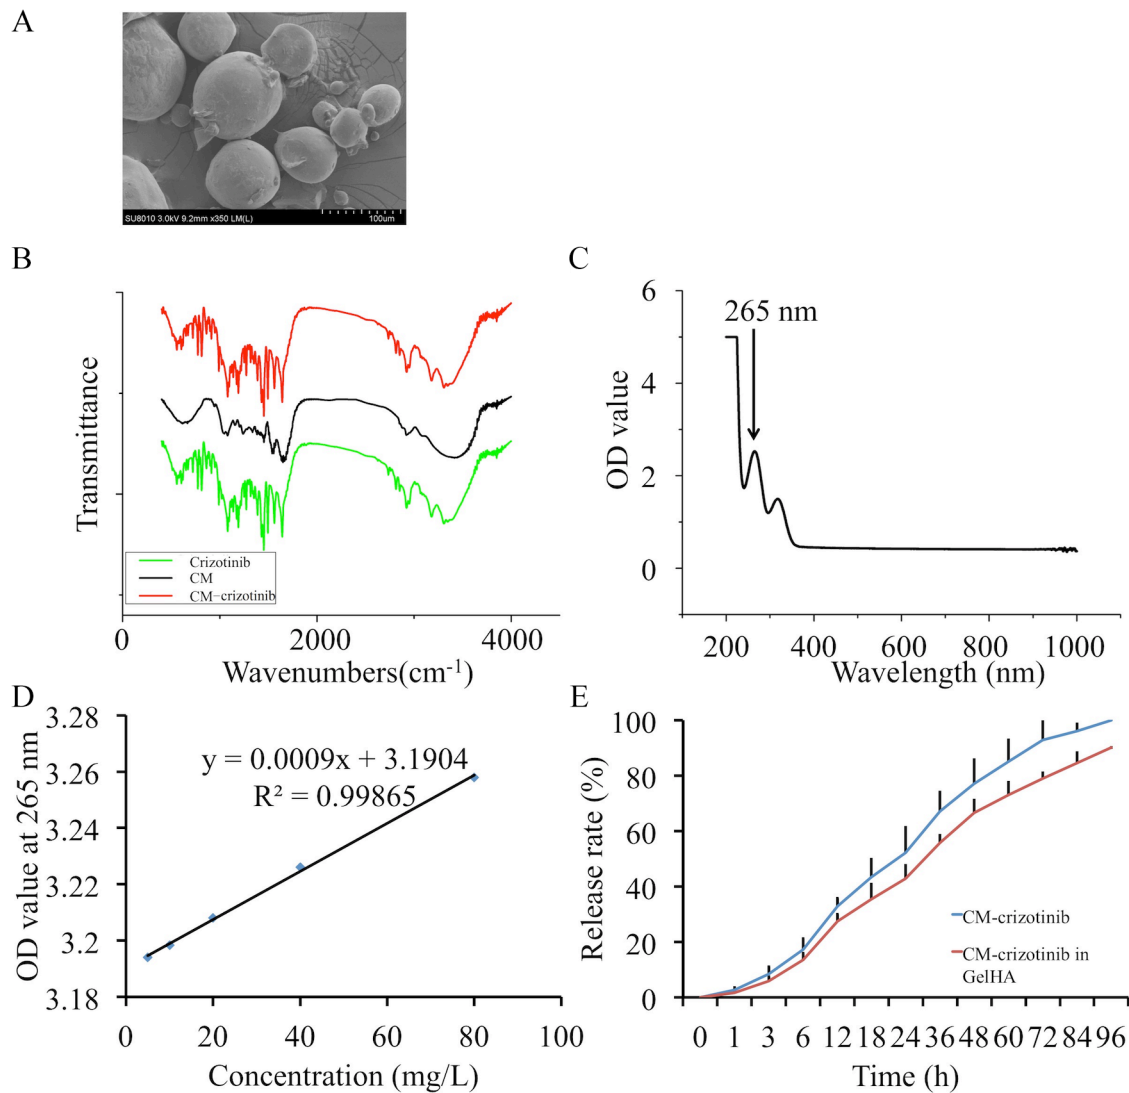 A
SU8010 3.0kV 9.2mm x350 LM(L)
100um
B
Transmittance
Crizotinib
CM
CM-crizotinib
0
2000
4000
Wavenumbers(cm⁻¹)
C
OD value
6
4
2
0
265 nm
200
400
600
800
1000
Wavelength (nm)
D
OD value at 265 nm
3.28
3.26
3.24
3.22
3.2
3.18
y = 0.0009x + 3.1904
R² = 0.99865
0
20
40
60
80
100
Concentration (mg/L)
E
Release rate (%)
100
80
60
40
20
0
CM-crizotinib
CM-crizotinib in
GelHA
0 1 3 6 12 18 24 36 48 60 72 84 96
Time (h)